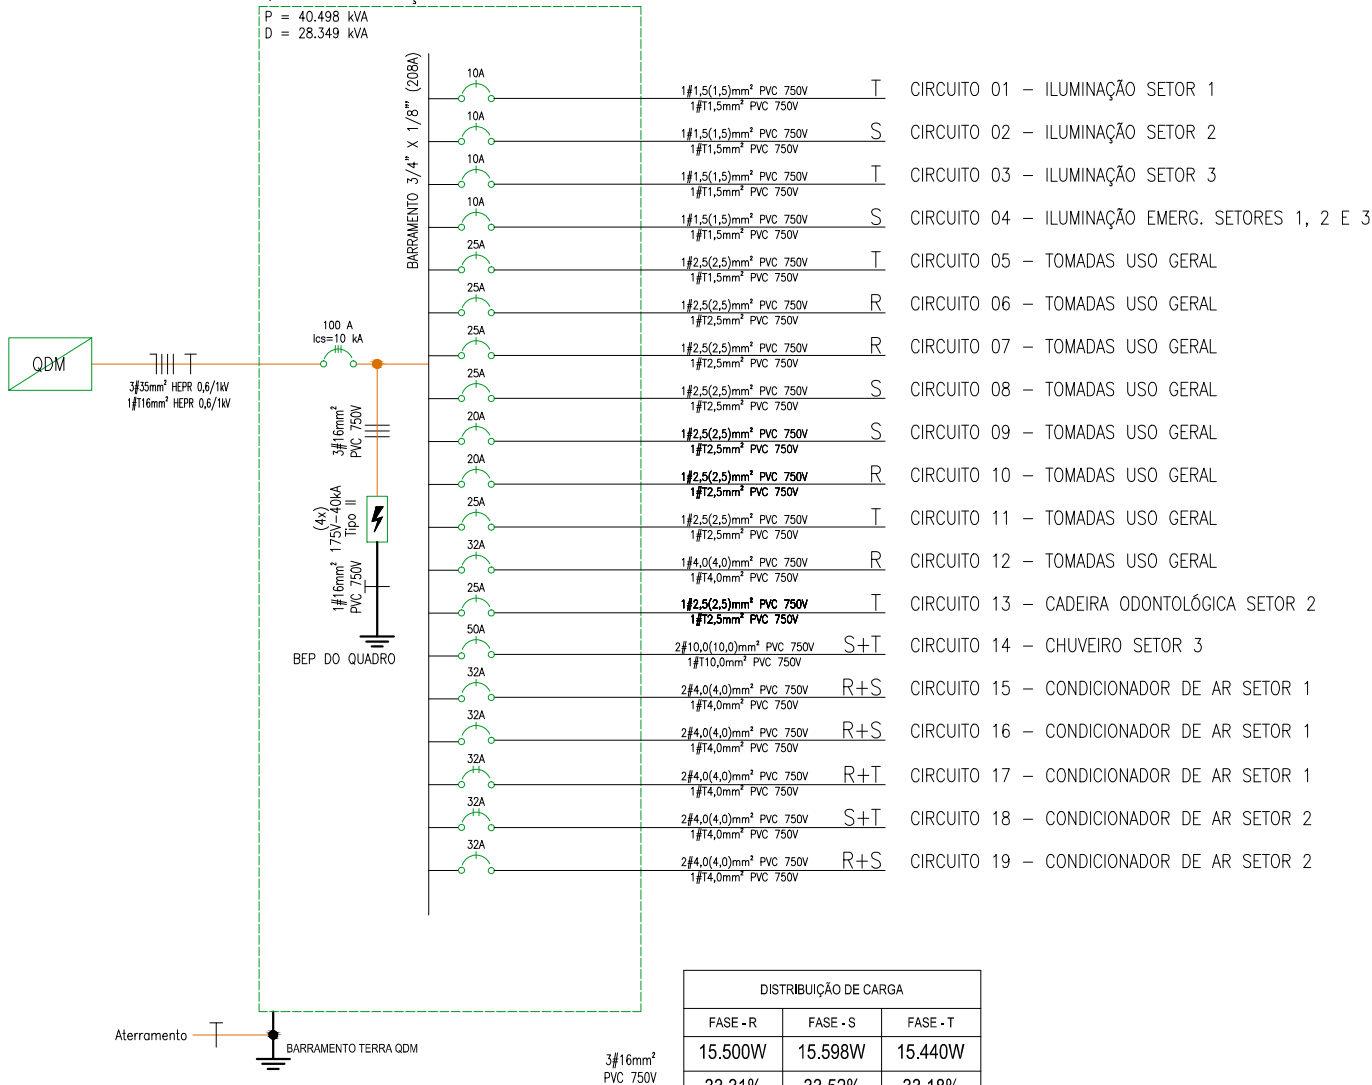 P = 40.498 kVA
D = 28.349 kVA
BARRAMENTO 3/4" X 1/8"' (208A)
10A
1#1,5(1,5)mm² PVC 750V
1#T1,5mm² PVC 750V
T
CIRCUITO 01 – ILUMINAÇÃO SETOR 1
10A
1#1,5(1,5)mm² PVC 750V
1#T1,5mm² PVC 750V
S
CIRCUITO 02 – ILUMINAÇÃO SETOR 2
10A
1#1,5(1,5)mm² PVC 750V
1#T1,5mm² PVC 750V
T
CIRCUITO 03 – ILUMINAÇÃO SETOR 3
10A
1#1,5(1,5)mm² PVC 750V
1#T1,5mm² PVC 750V
S
CIRCUITO 04 – ILUMINAÇÃO EMERG. SETORES 1, 2 E 3
25A
1#2,5(2,5)mm² PVC 750V
1#T1,5mm² PVC 750V
T
CIRCUITO 05 – TOMADAS USO GERAL
25A
1#2,5(2,5)mm² PVC 750V
1#T2,5mm² PVC 750V
R
CIRCUITO 06 – TOMADAS USO GERAL
25A
1#2,5(2,5)mm² PVC 750V
1#T2,5mm² PVC 750V
R
CIRCUITO 07 – TOMADAS USO GERAL
25A
1#2,5(2,5)mm² PVC 750V
1#T2,5mm² PVC 750V
S
CIRCUITO 08 – TOMADAS USO GERAL
20A
1#2,5(2,5)mm² PVC 750V
1#T2,5mm² PVC 750V
S
CIRCUITO 09 – TOMADAS USO GERAL
20A
1#2,5(2,5)mm² PVC 750V
1#T2,5mm² PVC 750V
R
CIRCUITO 10 – TOMADAS USO GERAL
25A
1#2,5(2,5)mm² PVC 750V
1#T2,5mm² PVC 750V
T
CIRCUITO 11 – TOMADAS USO GERAL
32A
1#4,0(4,0)mm² PVC 750V
1#T4,0mm² PVC 750V
R
CIRCUITO 12 – TOMADAS USO GERAL
25A
1#2,5(2,5)mm² PVC 750V
1#T2,5mm² PVC 750V
T
CIRCUITO 13 – CADEIRA ODONTOLÓGICA SETOR 2
50A
2#10,0(10,0)mm² PVC 750V
1#T10,0mm² PVC 750V
S+T
CIRCUITO 14 – CHUVEIRO SETOR 3
32A
2#4,0(4,0)mm² PVC 750V
1#T4,0mm² PVC 750V
R+S
CIRCUITO 15 – CONDICIONADOR DE AR SETOR 1
32A
2#4,0(4,0)mm² PVC 750V
1#T4,0mm² PVC 750V
R+S
CIRCUITO 16 – CONDICIONADOR DE AR SETOR 1
32A
2#4,0(4,0)mm² PVC 750V
1#T4,0mm² PVC 750V
R+T
CIRCUITO 17 – CONDICIONADOR DE AR SETOR 1
32A
2#4,0(4,0)mm² PVC 750V
1#T4,0mm² PVC 750V
S+T
CIRCUITO 18 – CONDICIONADOR DE AR SETOR 2
32A
2#4,0(4,0)mm² PVC 750V
1#T4,0mm² PVC 750V
R+S
CIRCUITO 19 – CONDICIONADOR DE AR SETOR 2
QDM
3#35mm² HEPR 0,6/1kV
1#T16mm² HEPR 0,6/1kV
100 A
Ics=10 kA
3#16mm²
PVC 750V
(4x)
175V–40kA
Tipo II
1#16mm²
PVC 750V
BEP DO QUADRO
Aterramento
BARRAMENTO TERRA QDM
3#16mm²
PVC 750V
DISTRIBUIÇÃO DE CARGA
FASE - R FASE - S FASE - T
15.500W 15.598W 15.440W
33,31% 33,52% 33,18%